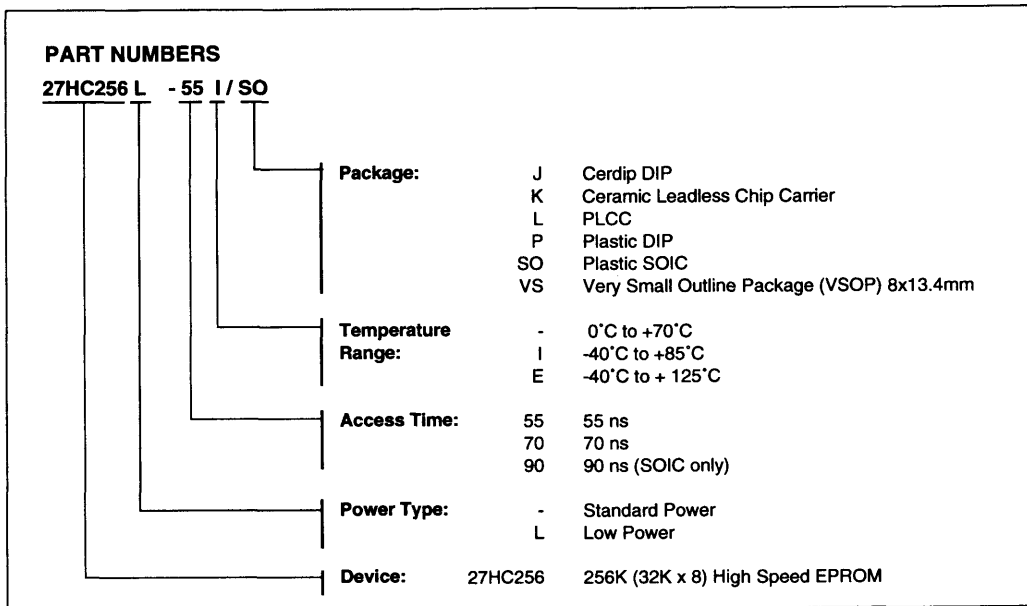 PART NUMBERS
27HC256 L - 55 I / SO
Package: J Cerdip DIP
K Ceramic Leadless Chip Carrier
L PLCC
P Plastic DIP
SO Plastic SOIC
VS Very Small Outline Package (VSOP) 8x13.4mm
Temperature - 0˚C to +70˚C
Range: I -40˚C to +85˚C
E -40˚C to + 125˚C
Access Time: 55 55 ns
70 70 ns
90 90 ns (SOIC only)
Power Type: - Standard Power
L Low Power
Device: 27HC256 256K (32K x 8) High Speed EPROM